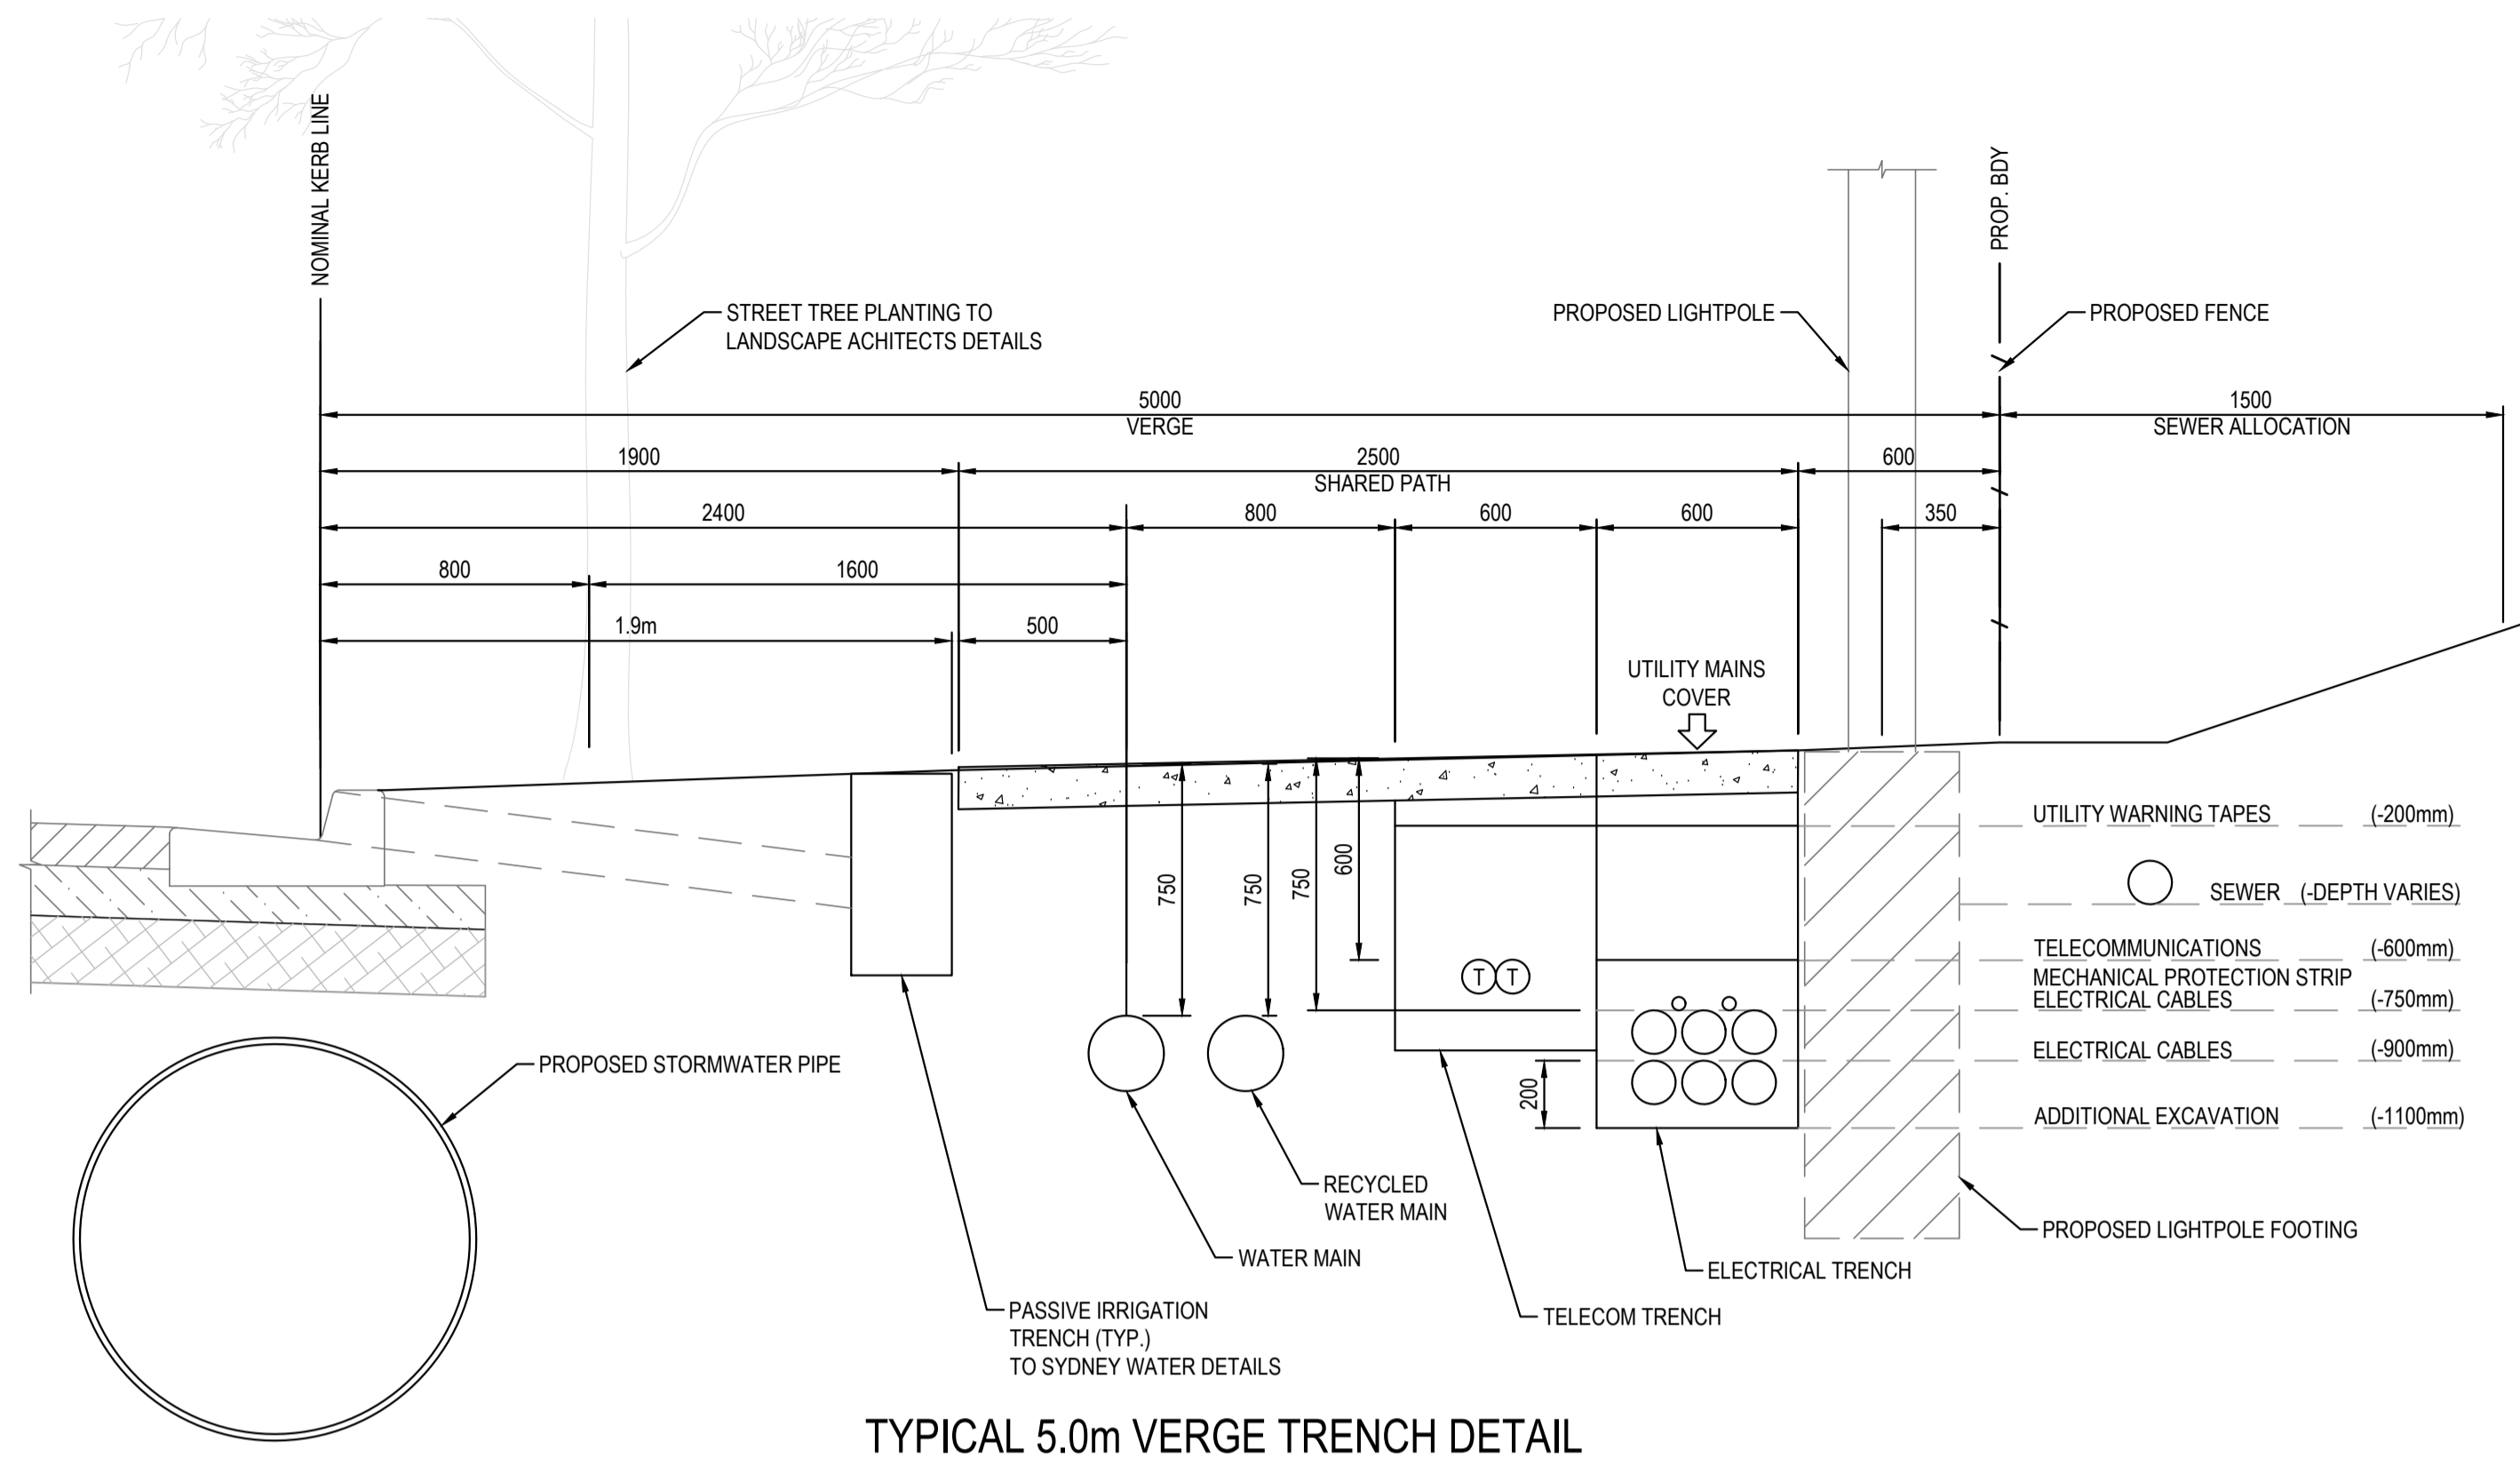 NOMINAL KERB LINE
PROP. BDY
STREET TREE PLANTING TO
LANDSCAPE ACHITECTS DETAILS
PROPOSED LIGHTPOLE
PROPOSED FENCE
5000
VERGE
1500
SEWER ALLOCATION
1900
2500
SHARED PATH
600
2400
800
600
600
350
800
1600
1.9m
500
UTILITY MAINS
COVER
750
750
750
600
200
T T
UTILITY WARNING TAPES (-200mm)
SEWER (-DEPTH VARIES)
TELECOMMUNICATIONS (-600mm)
MECHANICAL PROTECTION STRIP
ELECTRICAL CABLES (-750mm)
ELECTRICAL CABLES (-900mm)
ADDITIONAL EXCAVATION (-1100mm)
PROPOSED STORMWATER PIPE
RECYCLED
WATER MAIN
WATER MAIN
PROPOSED LIGHTPOLE FOOTING
ELECTRICAL TRENCH
TELECOM TRENCH
PASSIVE IRRIGATION
TRENCH (TYP.)
TO SYDNEY WATER DETAILS
TYPICAL 5.0m VERGE TRENCH DETAIL